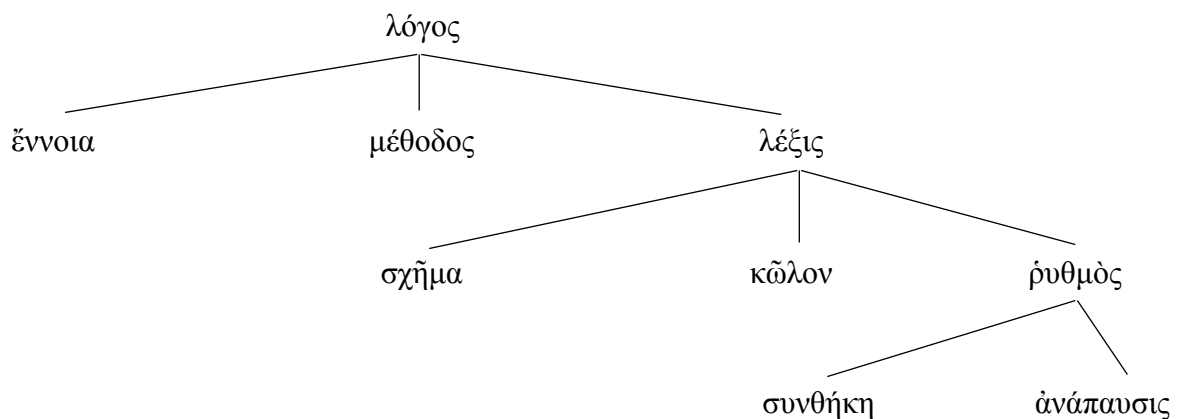 λόγος
ἔννοια μέθοδος λέξις
σχῆμα κῶλον ῥυθμὸς
συνθήκη ἀνάπαυσις